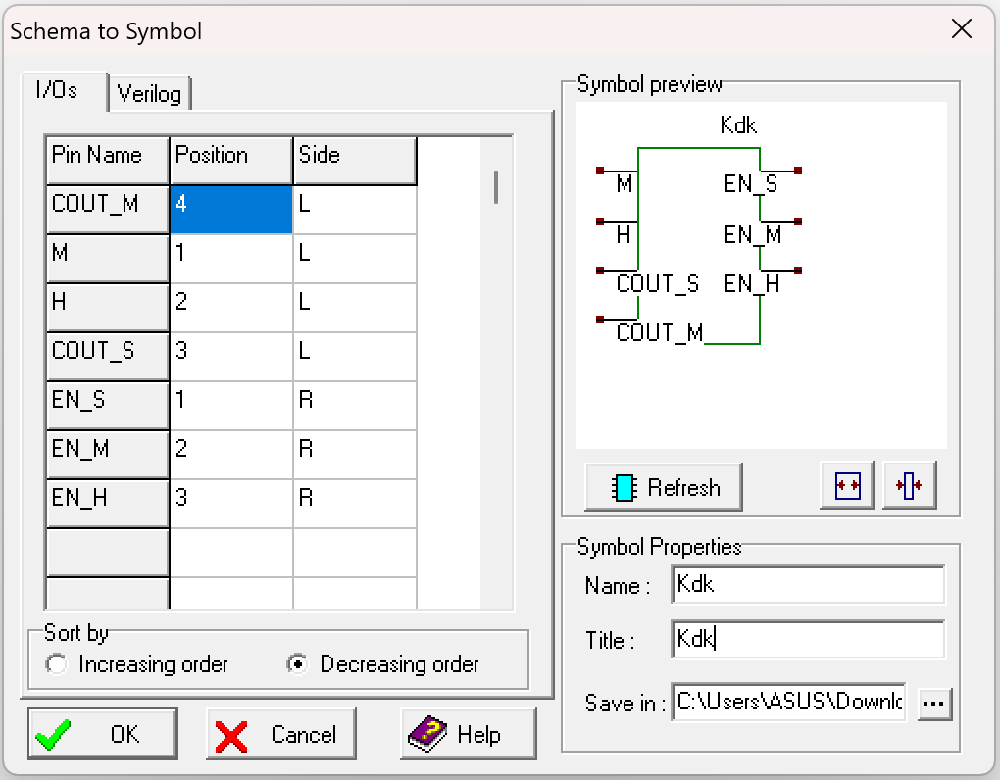 Schema to Symbol
I/Os
Verilog
Pin Name Position Side
COUT_M 4 L
M 1 L
H 2 L
COUT_S 3 L
EN_S 1 R
EN_M 2 R
EN_H 3 R
Sort by
Increasing order
Decreasing order
OK
Cancel
Help
Symbol preview
Kdk
M EN_S
H EN_M
COUT_S EN_H
COUT_M
Refresh
Symbol Properties
Name : Kdk
Title : Kdk
Save in : C:\Users\ASUS\Downlc
...